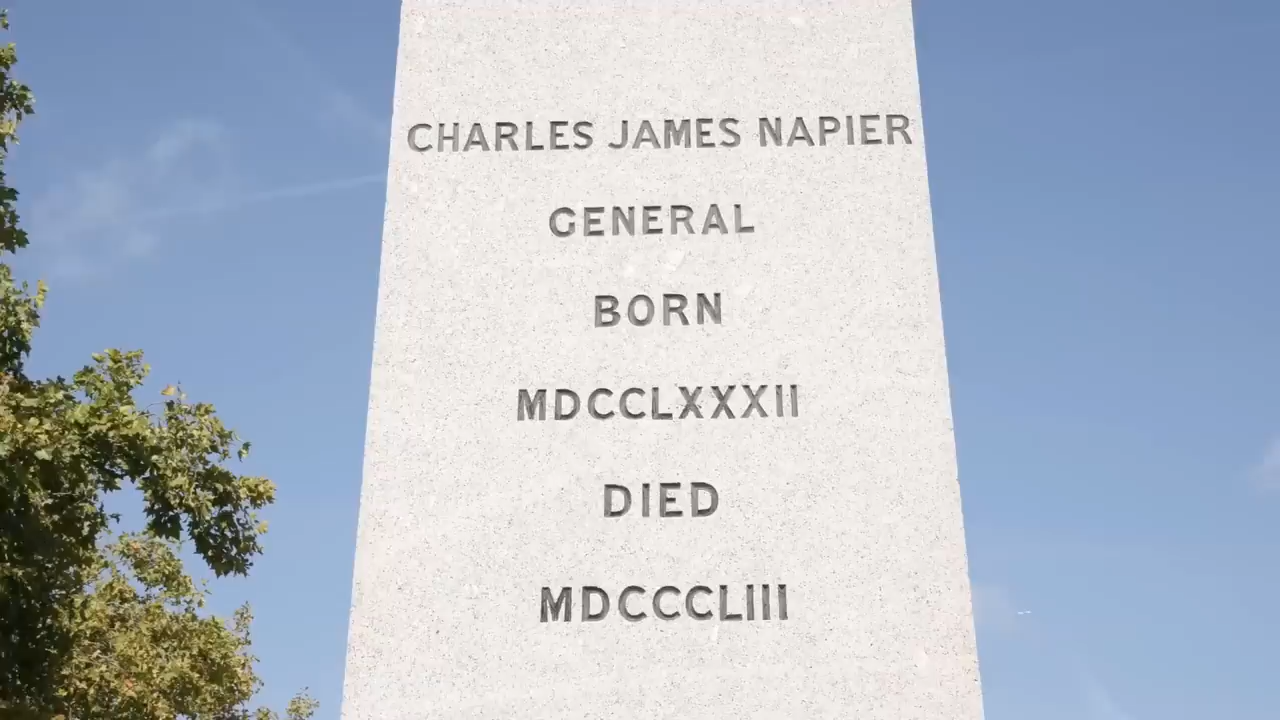 CHARLES JAMES NAPIER
GENERAL
BORN
MDCCLXXXII
DIED
MDCCCLIII